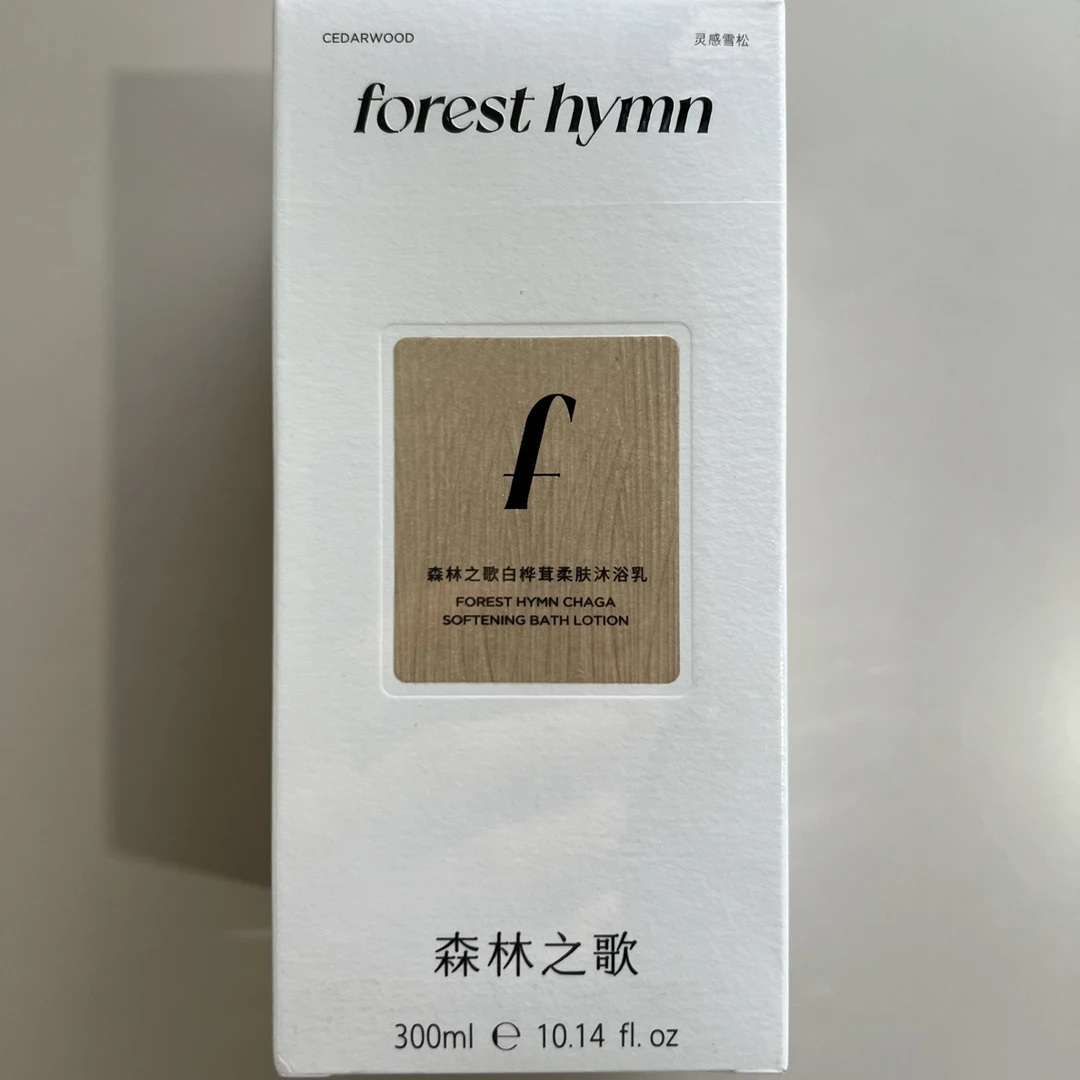 CEDARWOOD
灵感雪松
forest hymn
f
森林之歌白桦茸柔肤沐浴乳
FOREST HYMN CHAGA
SOFTENING BATH LOTION
森林之歌
300ml ℮ 10.14 fl. oz